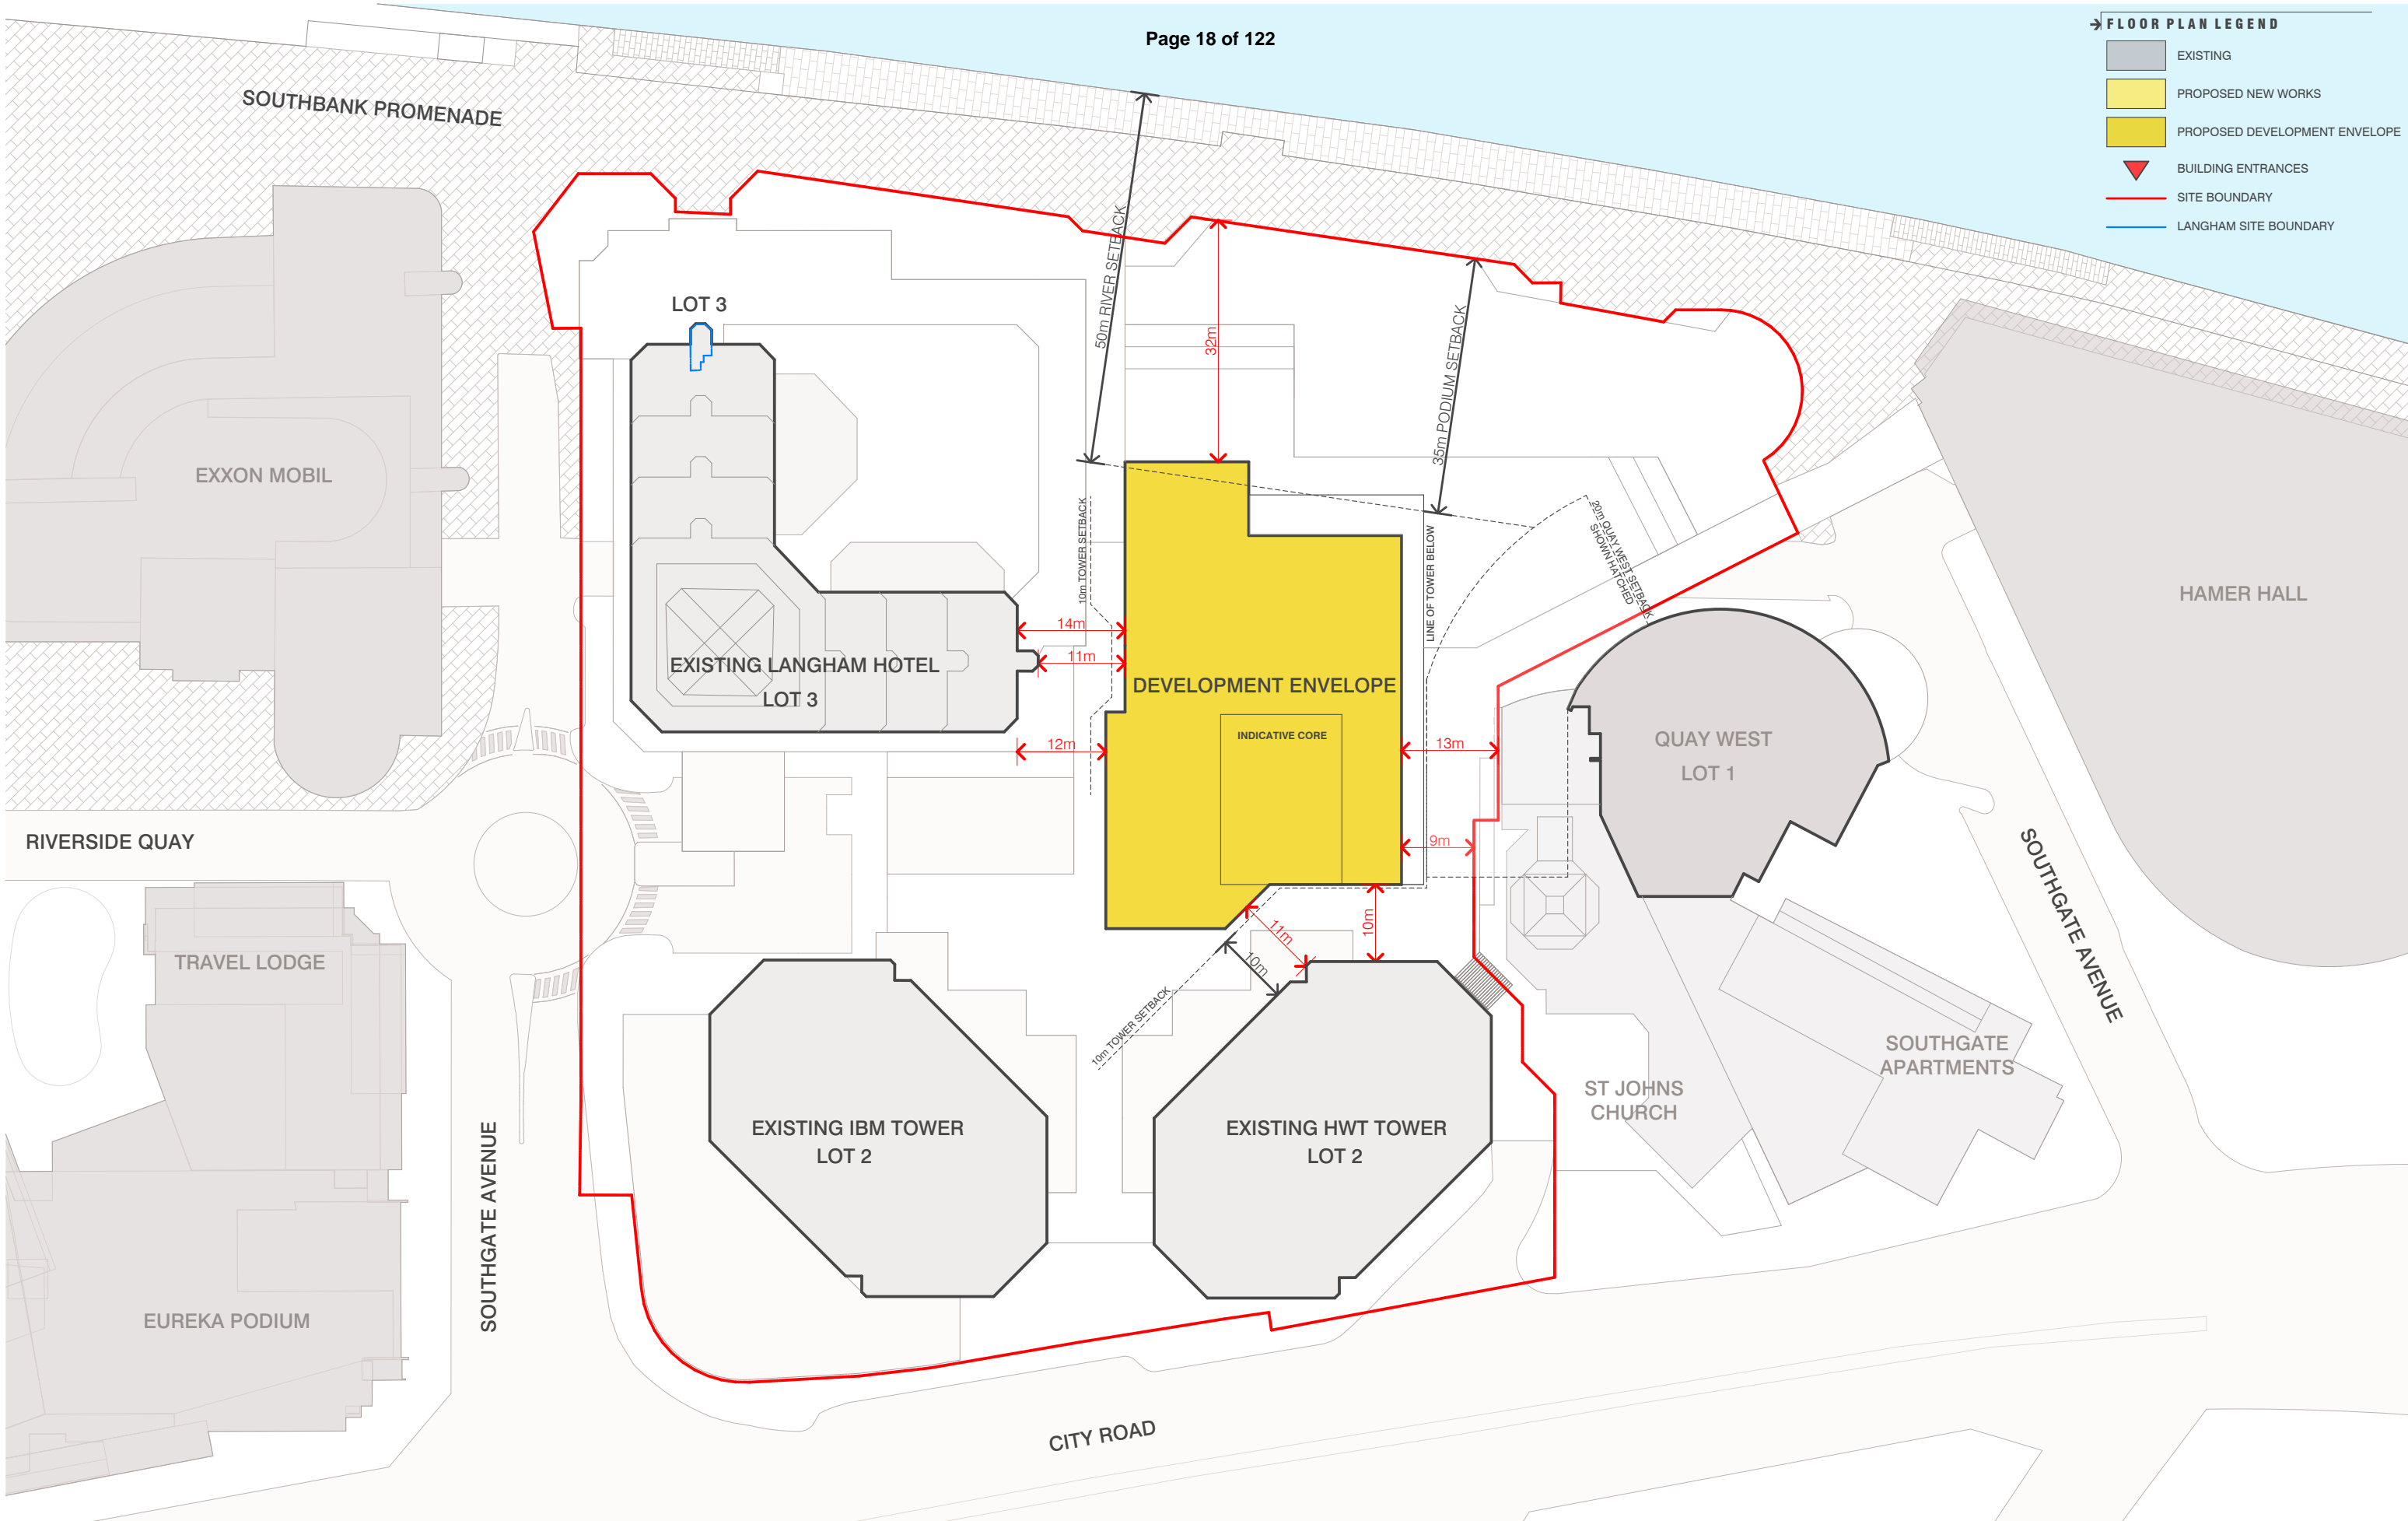 Page 18 of 122
FLOOR PLAN LEGEND
EXISTING
PROPOSED NEW WORKS
PROPOSED DEVELOPMENT ENVELOPE
BUILDING ENTRANCES
SITE BOUNDARY
LANGHAM SITE BOUNDARY
SOUTHBANK PROMENADE
50m RIVER SETBACK
32m
35m PODIUM SETBACK
LOT 3
EXXON MOBIL
10m TOWER SETBACK
LINE OF TOWER BELOW
20m QUAY WEST SETBACK
SHOWN HATCHED
HAMER HALL
14m
11m
EXISTING LANGHAM HOTEL
LOT 3
DEVELOPMENT ENVELOPE
INDICATIVE CORE
12m
13m
QUAY WEST
LOT 1
RIVERSIDE QUAY
9m
SOUTHGATE AVENUE
11m
10m
10m
10m TOWER SETBACK
TRAVEL LODGE
SOUTHGATE
APARTMENTS
ST JOHNS
CHURCH
EXISTING IBM TOWER
LOT 2
EXISTING HWT TOWER
LOT 2
SOUTHGATE AVENUE
EUREKA PODIUM
CITY ROAD